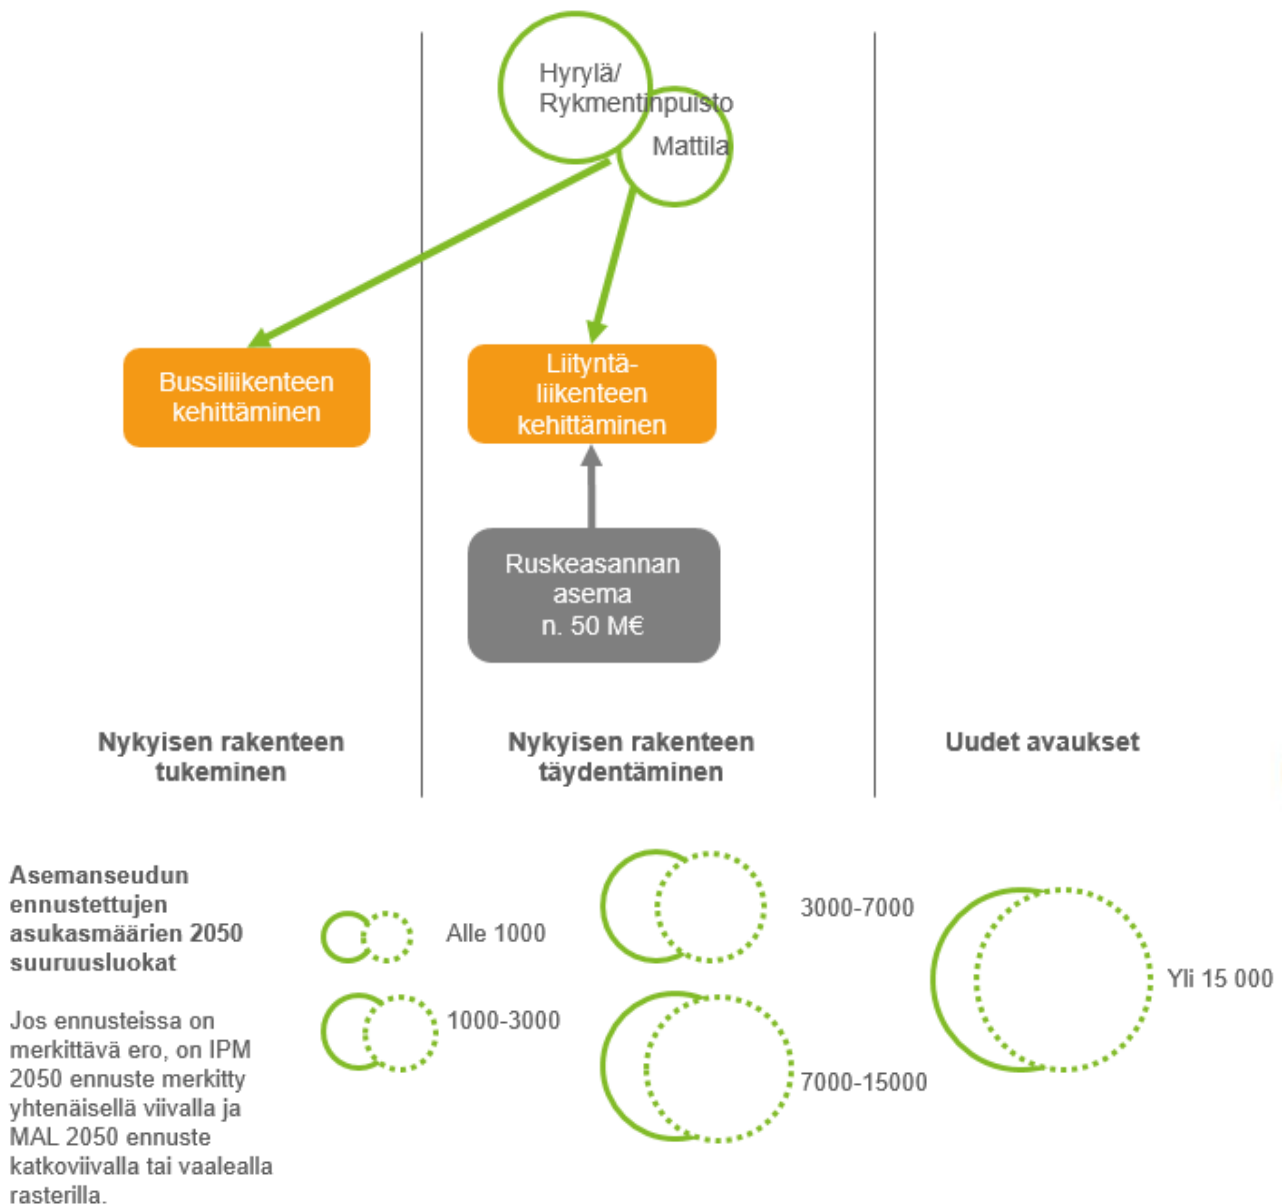 Hyrylä/
Rykmentinpuisto
Mattila
Bussiliikenteen
kehittäminen
Liityntä-
liikenteen
kehittäminen
Ruskeasannan
asema
n. 50 M€
Nykyisen rakenteen
tukeminen
Nykyisen rakenteen
täydentäminen
Uudet avaukset
Asemanseudun
ennustettujen
asukasmäärien 2050
suuruusluokat
Jos ennusteissa on
merkittävä ero, on IPM
2050 ennuste merkitty
yhtenäisellä viivalla ja
MAL 2050 ennuste
katkoviivalla tai vaalealla
rasterilla.
Alle 1000
1000-3000
3000-7000
7000-15000
Yli 15 000